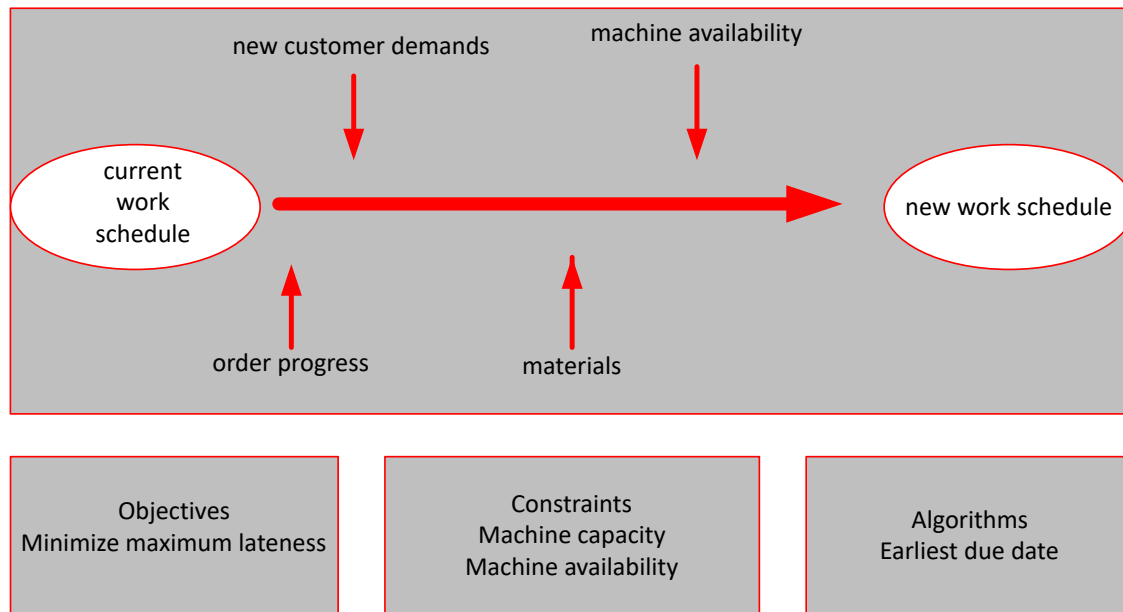 new customer demands
machine availability
current
work
schedule
new work schedule
order progress
materials
Objectives
Minimize maximum lateness
Constraints
Machine capacity
Machine availability
Algorithms
Earliest due date